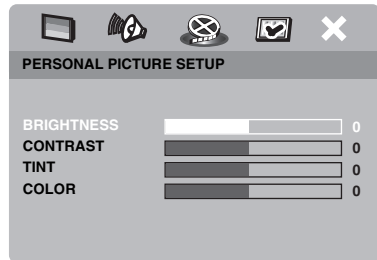 PERSONAL PICTURE SETUP
BRIGHTNESS 0
CONTRAST 0
TINT 0
COLOR 0